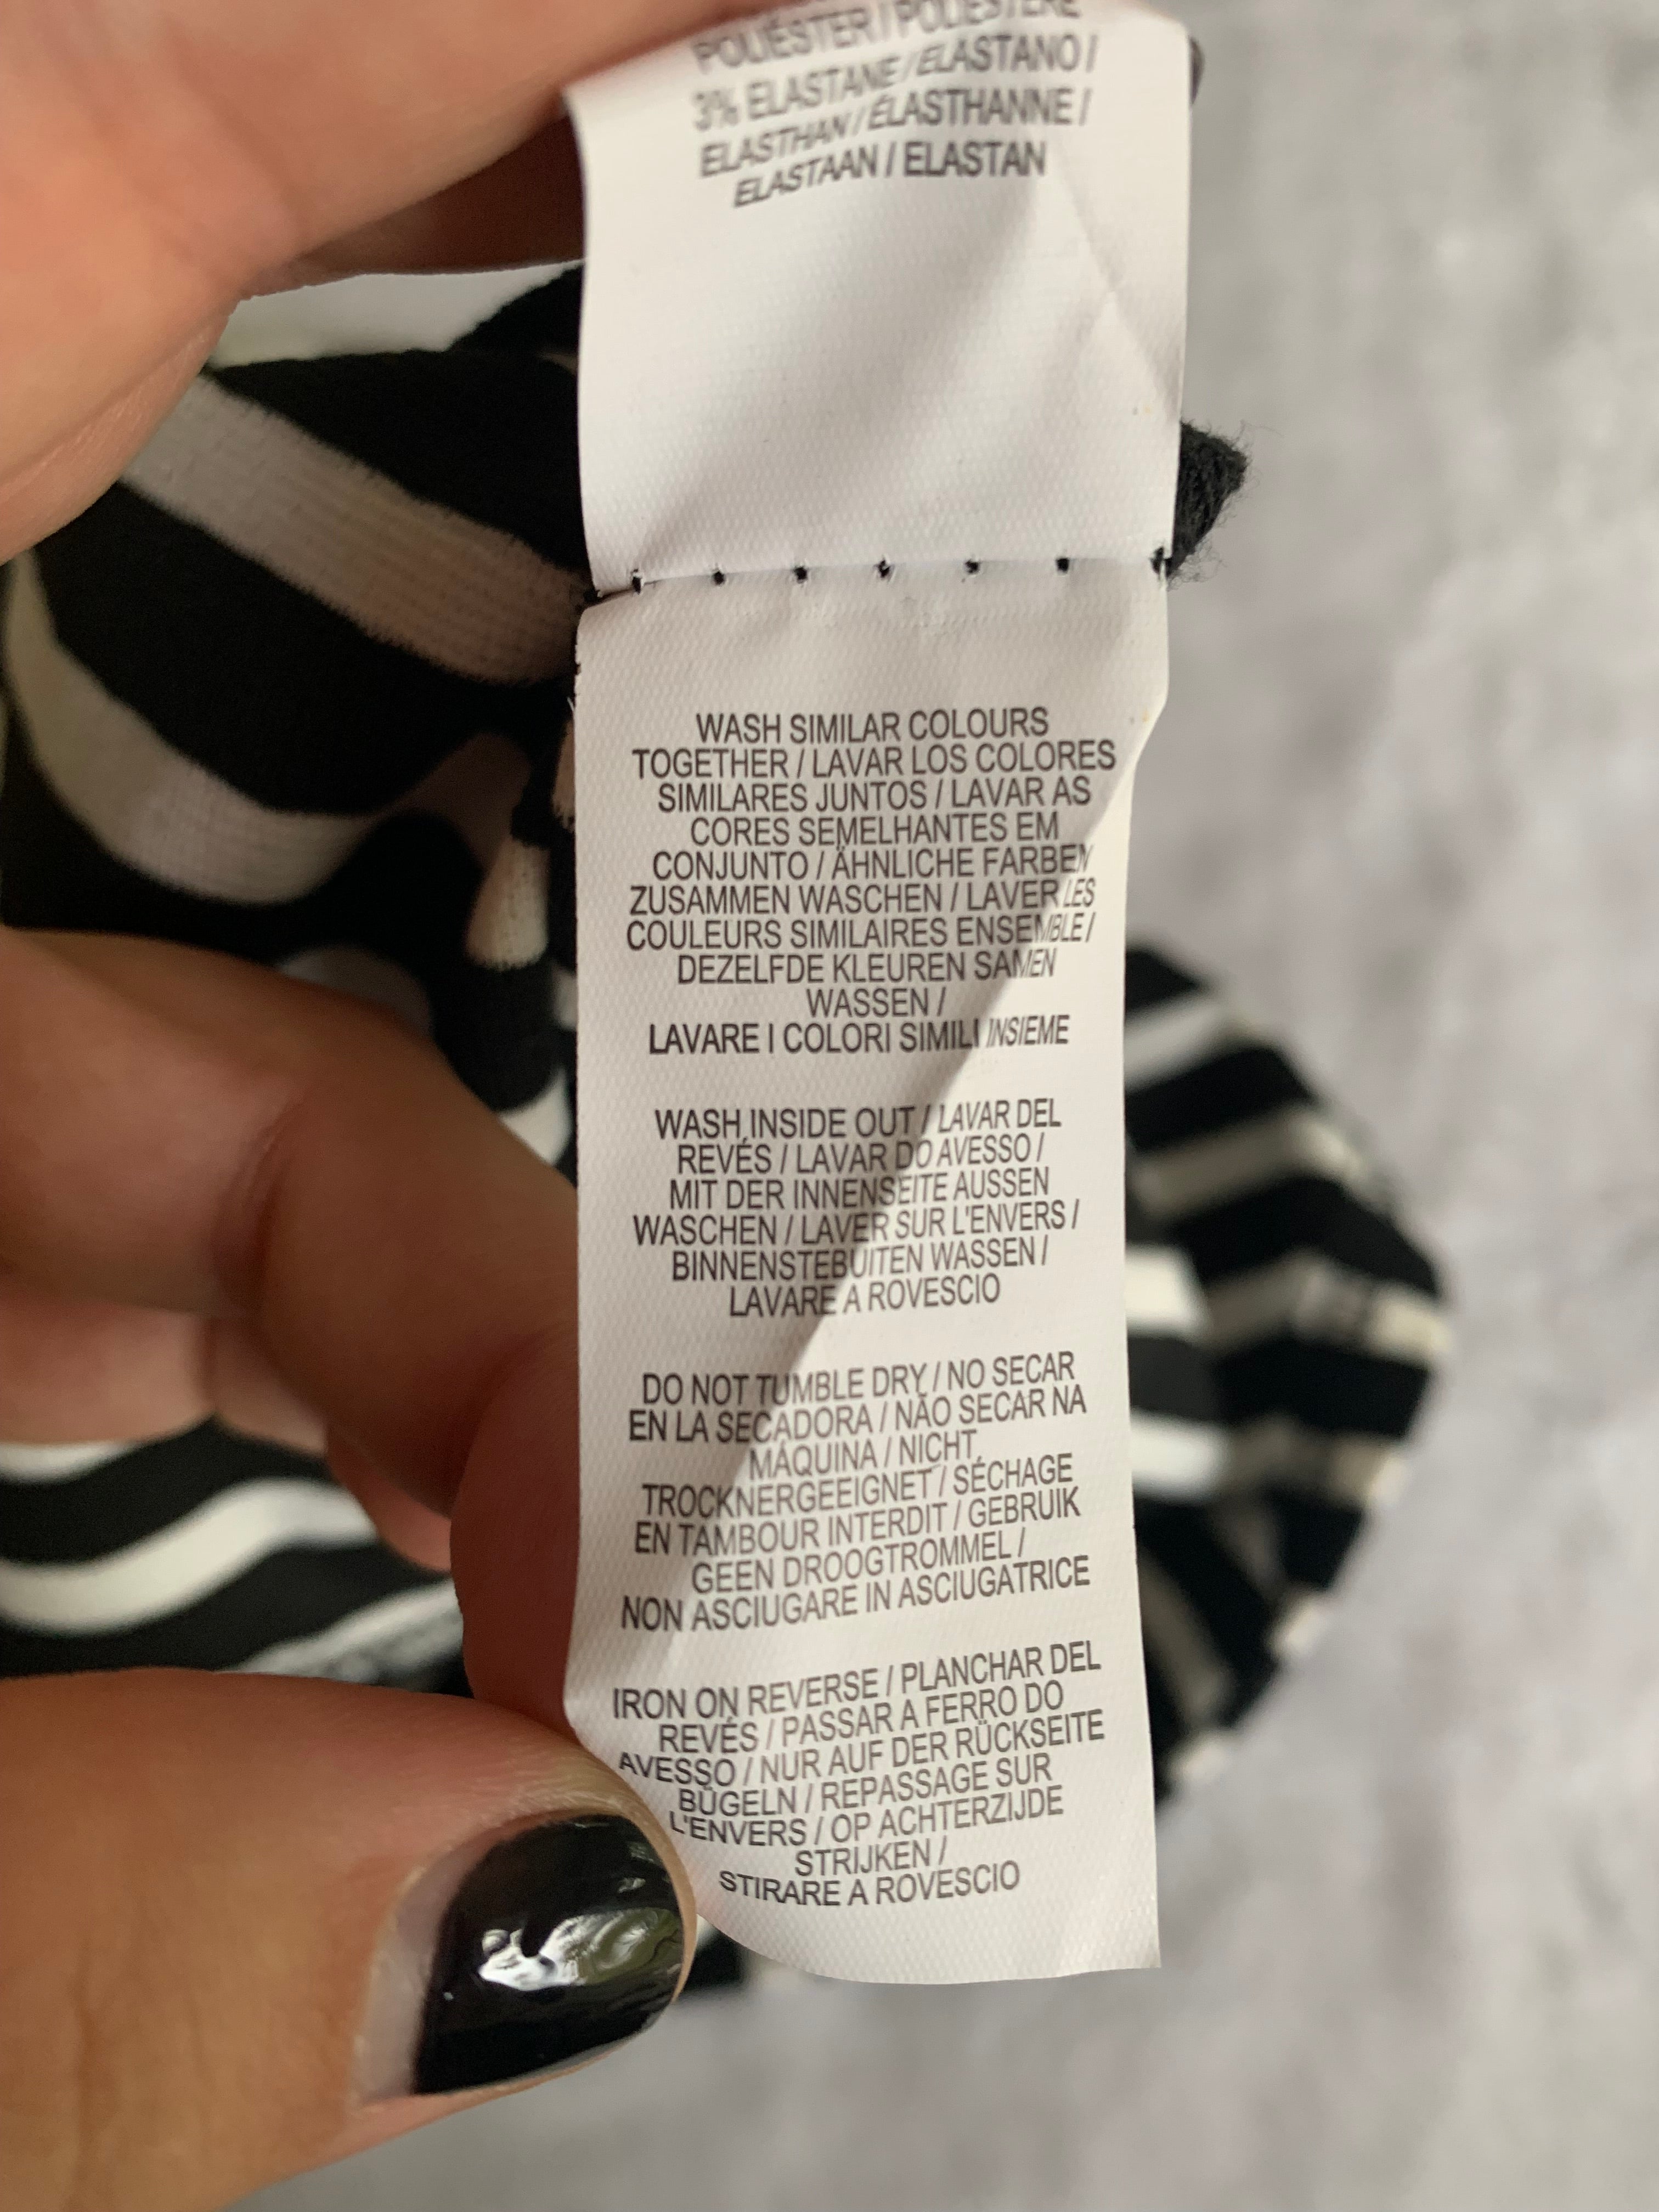 POLIÉSTER / POLIESTERE
3% ELASTANE / ELASTANO /
ELASTHAN / ÉLASTHANNE /
ELASTAAN / ELASTAN
WASH SIMILAR COLOURS
TOGETHER / LAVAR LOS COLORES
SIMILARES JUNTOS / LAVAR AS
CORES SEMELHANTES EM
CONJUNTO / ÄHNLICHE FARBEN
ZUSAMMEN WASCHEN / LAVER LES
COULEURS SIMILAIRES ENSEMBLE /
DEZELFDE KLEUREN SAMEN
WASSEN /
LAVARE I COLORI SIMILI INSIEME
WASH INSIDE OUT / LAVAR DEL
REVÉS / LAVAR DO AVESSO /
MIT DER INNENSEITE AUSSEN
WASCHEN / LAVER SUR L'ENVERS /
BINNENSTEBUITEN WASSEN /
LAVARE A ROVESCIO
DO NOT TUMBLE DRY / NO SECAR
EN LA SECADORA / NÃO SECAR NA
MÁQUINA / NICHT
TROCKNERGEEIGNET / SÉCHAGE
EN TAMBOUR INTERDIT / GEBRUIK
GEEN DROOGTROMMEL /
NON ASCIUGARE IN ASCIUGATRICE
IRON ON REVERSE / PLANCHAR DEL
REVÉS / PASSAR A FERRO DO
AVESSO / NUR AUF DER RÜCKSEITE
BÜGELN / REPASSAGE SUR
L'ENVERS / OP ACHTERZIJDE
STRIJKEN /
STIRARE A ROVESCIO